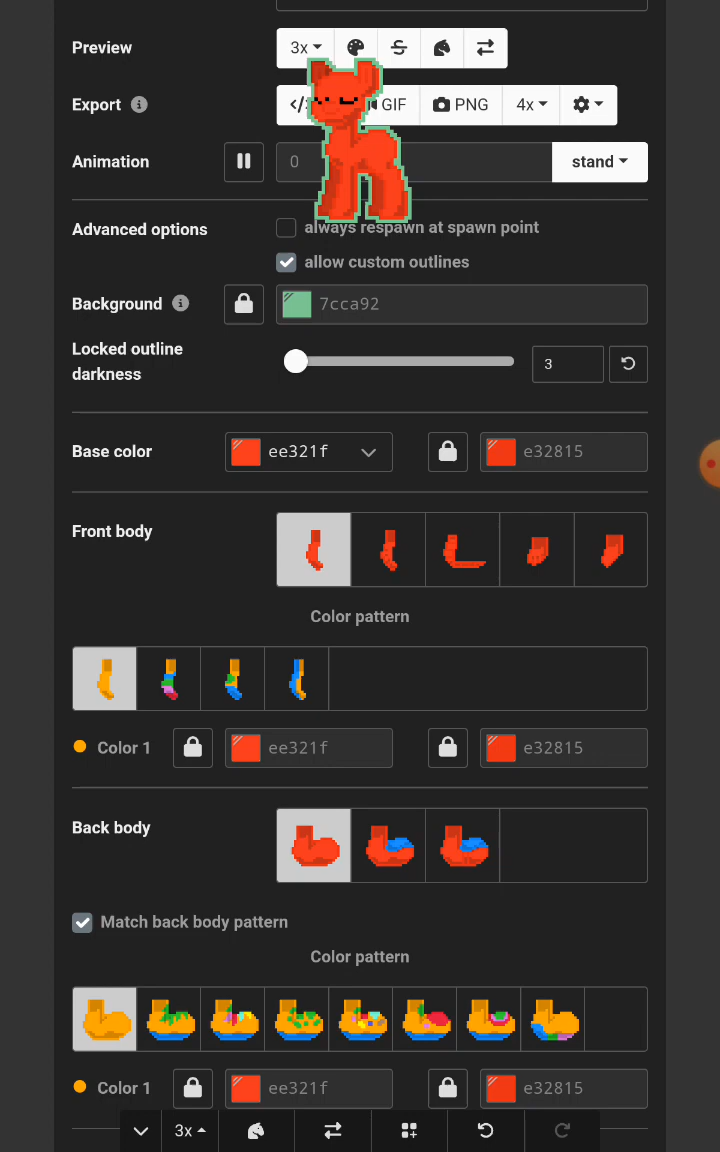 Preview 3x
Export </> GIF PNG 4x
Animation 0 stand
Advanced options always respawn at spawn point
allow custom outlines
Background 7cca92
Locked outline
darkness 3
Base color ee321f e32815
Front body
Color pattern
Color 1 ee321f e32815
Back body
Match back body pattern
Color pattern
Color 1 ee321f e32815
3x